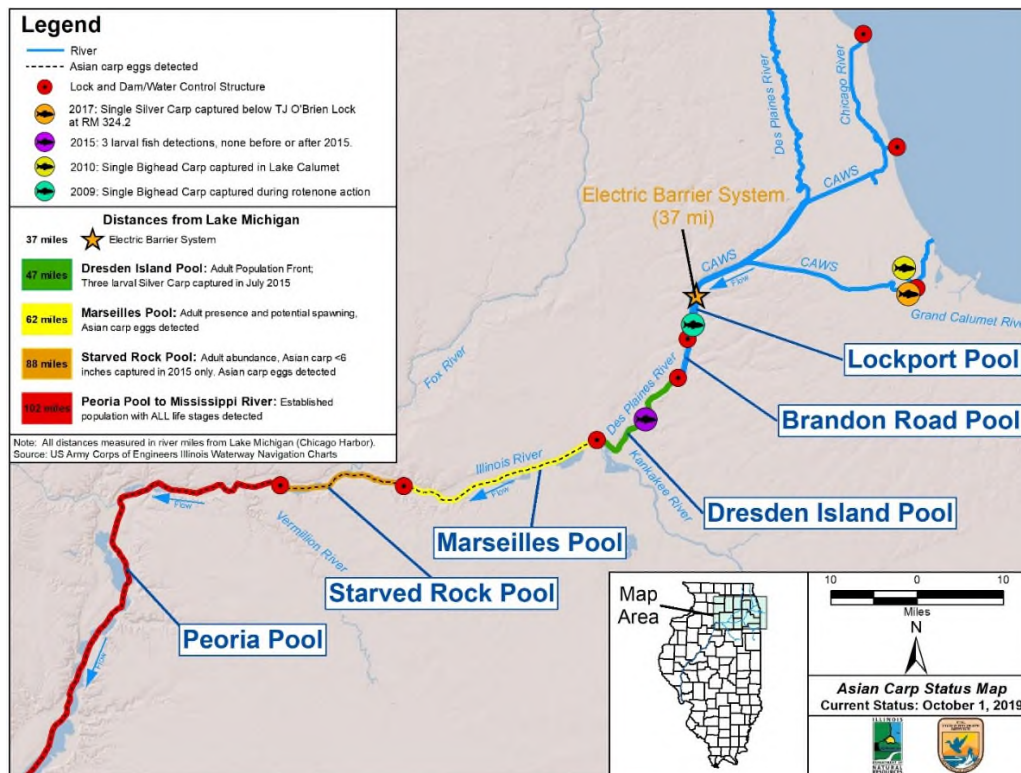 Legend
River
Asian carp eggs detected
Lock and Dam/Water Control Structure
2017: Single Silver Carp captured below TJ O'Brien Lock
at RM 324.2
2015: 3 larval fish detections, none before or after 2015.
2010: Single Bighead Carp captured in Lake Calumet
2009: Single Bighead Carp captured during rotenone action
Distances from Lake Michigan
37 miles Electric Barrier System
47 miles Dresden Island Pool: Adult Population Front;
Three larval Silver Carp captured in July 2015
62 miles Marseilles Pool: Adult presence and potential spawning,
Asian carp eggs detected
88 miles Starved Rock Pool: Adult abundance, Asian carp <6
inches captured in 2015 only. Asian carp eggs detected
102 miles Peoria Pool to Mississippi River: Established
population with ALL life stages detected
Note: All distances measured in river miles from Lake Michigan (Chicago Harbor).
Source: US Army Corps of Engineers Illinois Waterway Navigation Charts
Des Plaines River
Chicago River
CAWS
Electric Barrier System
(37 mi)
CAWS
CAWS
Flow
Grand Calumet River
Lockport Pool
Fox River
Des Plaines River
Brandon Road Pool
Illinois River
Flow
Kankakee River
Dresden Island Pool
Marseilles Pool
Flow
Vermillion River
Starved Rock Pool
Peoria Pool
Flow
Map
Area
10 0 10
Miles
N
Asian Carp Status Map
Current Status: October 1, 2019
ILLINOIS
NATURAL